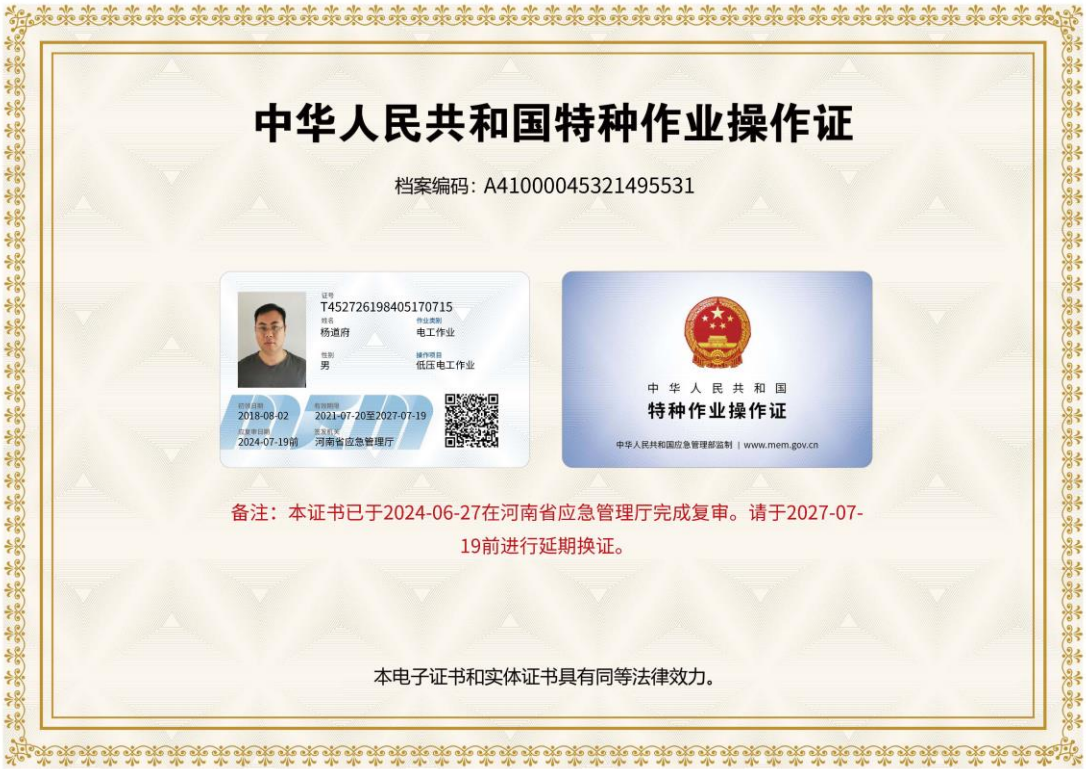 中华人民共和国特种作业操作证
档案编码：A41000045321495531
证号
T452726198405170715
姓名 作业类别
杨道府 电工作业
性别 操作项目
男 低压电工作业
初领日期 有效期限
2018-08-02 2021-07-20至2027-07-19
应复审日期 签发机关
2024-07-19前 河南省应急管理厅
中华人民共和国
特种作业操作证
中华人民共和国应急管理部监制 | www.mem.gov.cn
备注：本证书已于2024-06-27在河南省应急管理厅完成复审。请于2027-07-
19前进行延期换证。
本电子证书和实体证书具有同等法律效力。